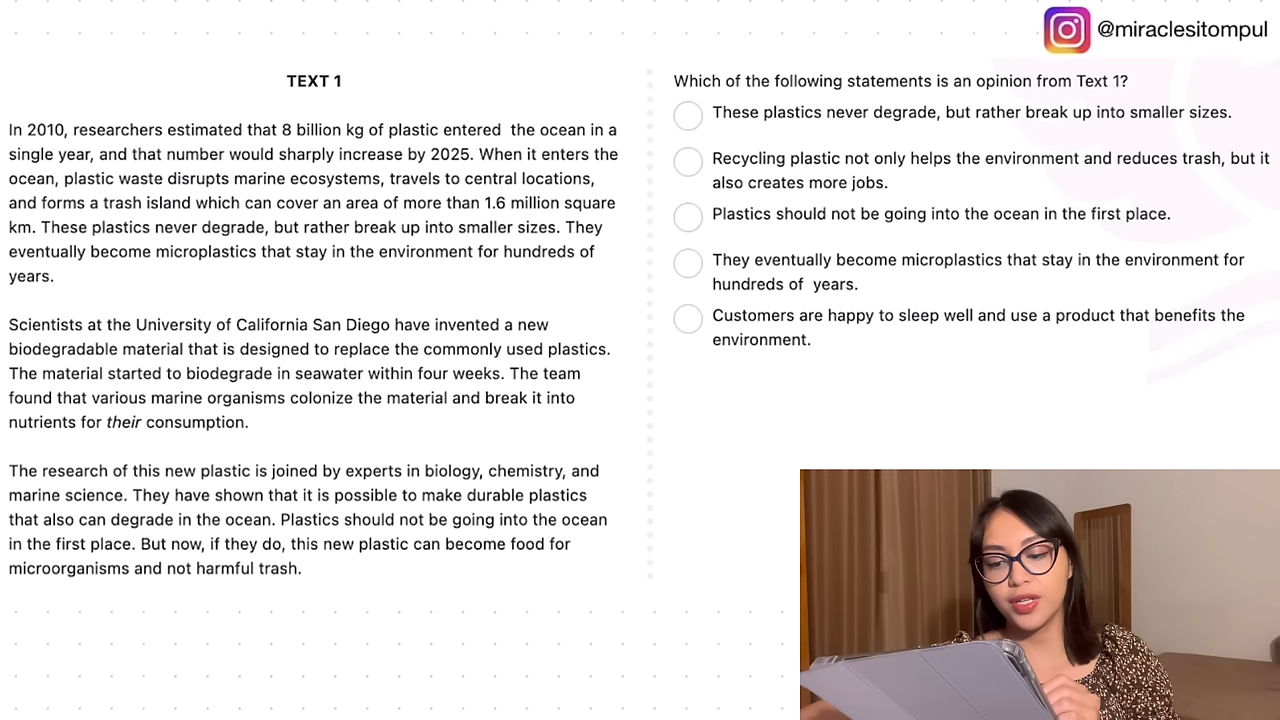 @miraclesitompul
TEXT 1
In 2010, researchers estimated that 8 billion kg of plastic entered the ocean in a
single year, and that number would sharply increase by 2025. When it enters the
ocean, plastic waste disrupts marine ecosystems, travels to central locations,
and forms a trash island which can cover an area of more than 1.6 million square
km. These plastics never degrade, but rather break up into smaller sizes. They
eventually become microplastics that stay in the environment for hundreds of
years.
Scientists at the University of California San Diego have invented a new
biodegradable material that is designed to replace the commonly used plastics.
The material started to biodegrade in seawater within four weeks. The team
found that various marine organisms colonize the material and break it into
nutrients for their consumption.
The research of this new plastic is joined by experts in biology, chemistry, and
marine science. They have shown that it is possible to make durable plastics
that also can degrade in the ocean. Plastics should not be going into the ocean
in the first place. But now, if they do, this new plastic can become food for
microorganisms and not harmful trash.
Which of the following statements is an opinion from Text 1?
These plastics never degrade, but rather break up into smaller sizes.
Recycling plastic not only helps the environment and reduces trash, but it
also creates more jobs.
Plastics should not be going into the ocean in the first place.
They eventually become microplastics that stay in the environment for
hundreds of years.
Customers are happy to sleep well and use a product that benefits the
environment.